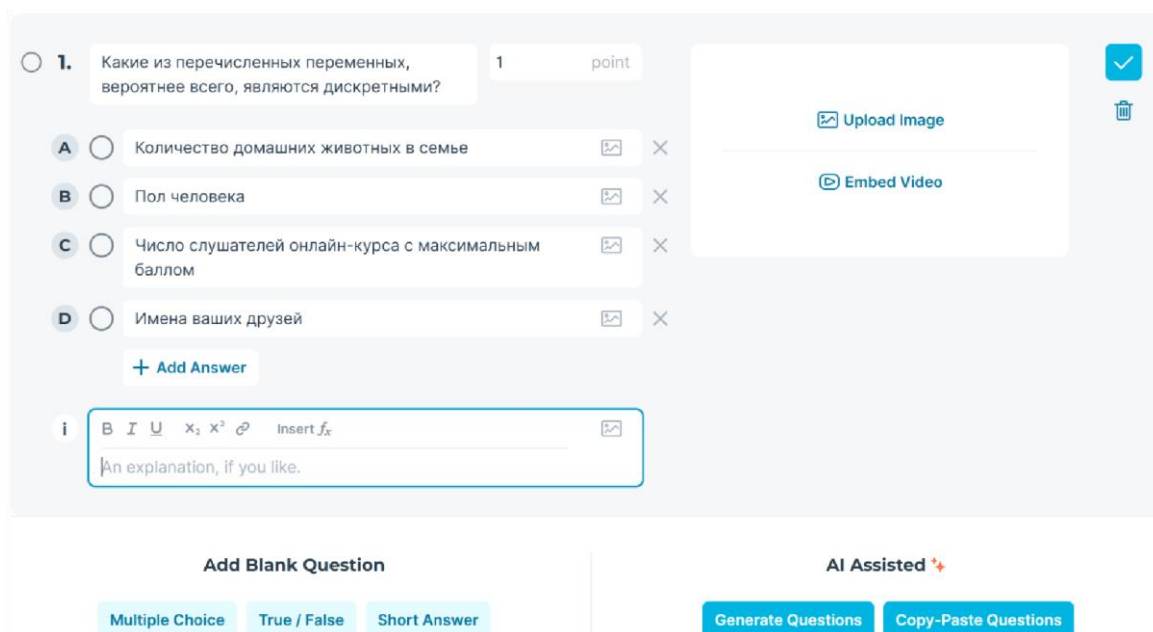 1.
Какие из перечисленных переменных,
вероятнее всего, являются дискретными?
1 point
Upload Image
Embed Video
A Количество домашних животных в семье
B Пол человека
C Число слушателей онлайн-курса с максимальным
баллом
D Имена ваших друзей
+ Add Answer
i
B I U X₂ X² Insert fx
An explanation, if you like.
Add Blank Question
Multiple Choice True / False Short Answer
AI Assisted
Generate Questions Copy-Paste Questions